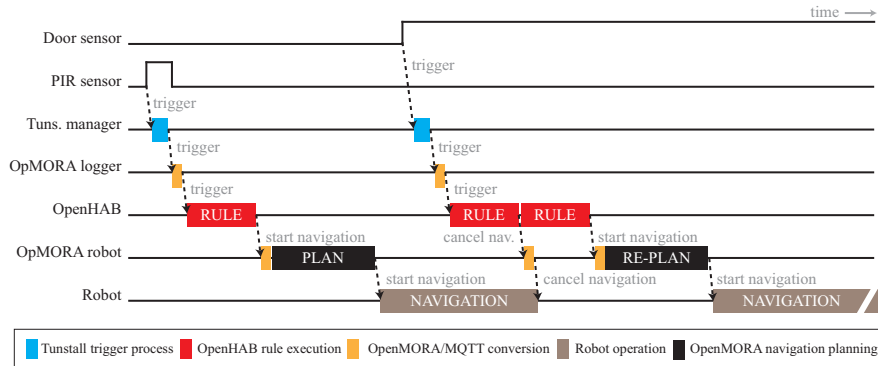 time
Door sensor
trigger
PIR sensor
trigger
Tuns. manager
trigger
trigger
OpMORA logger
trigger
trigger
OpenHAB
RULE
RULE
RULE
start navigation
cancel nav.
start navigation
OpMORA robot
PLAN
RE-PLAN
start navigation
cancel navigation
start navigation
Robot
NAVIGATION
NAVIGATION
Tunstall trigger process
OpenHAB rule execution
OpenMORA/MQTT conversion
Robot operation
OpenMORA navigation planning